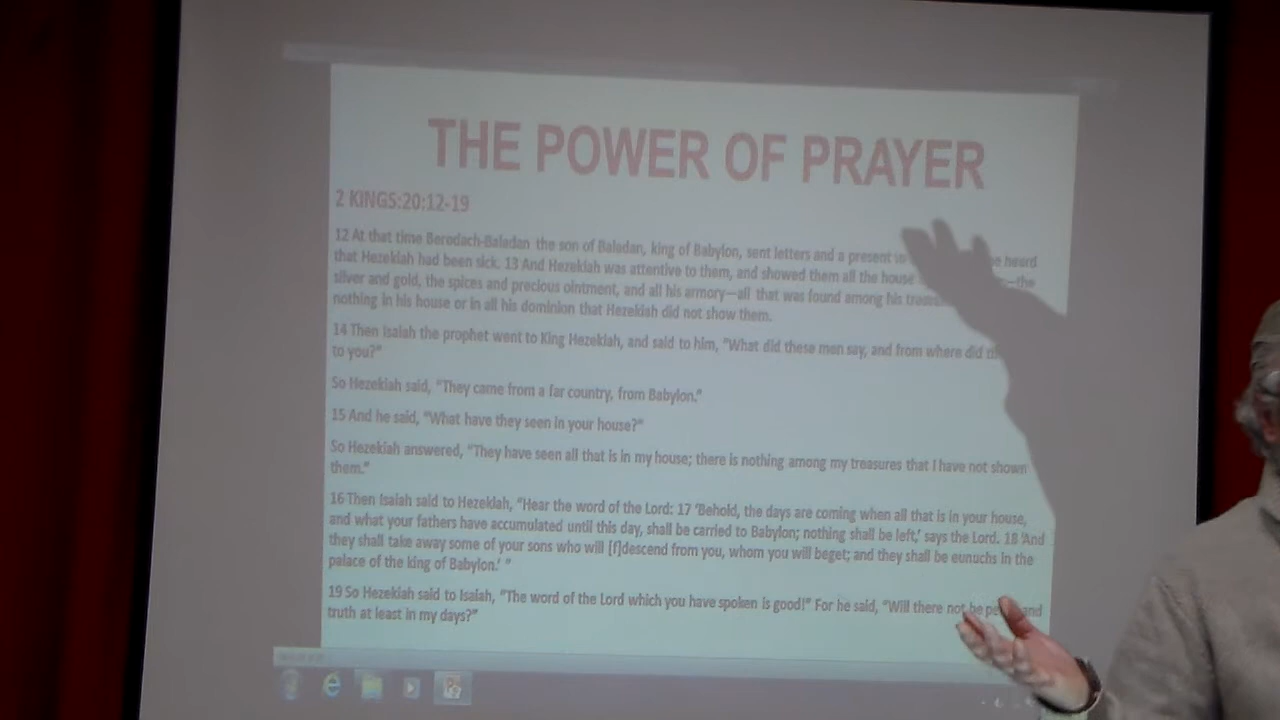 THE POWER OF PRAYER
2 KINGS:20:12-19
12 At that time Berodach-Baladan the son of Baladan, king of Babylon, sent letters and a present to heard
that Hezekiah had been sick. 13 And Hezekiah was attentive to them, and showed them all the house —the
silver and gold, the spices and precious ointment, and all his armory—all that was found among his
nothing in his house or in all his dominion that Hezekiah did not show them.
14 Then Isaiah the prophet went to King Hezekiah, and said to him, “What did these men say, and from where did
to you?”
So Hezekiah said, “They came from a far country, from Babylon.”
15 And he said, “What have they seen in your house?”
So Hezekiah answered, “They have seen all that is in my house; there is nothing among my treasures that I have not shown
them.”
16 Then Isaiah said to Hezekiah, “Hear the word of the Lord: 17 ‘Behold, the days are coming when all that is in your house,
and what your fathers have accumulated until this day, shall be carried to Babylon; nothing shall be left,’ says the Lord. 18 ‘And
they shall take away some of your sons who will [f]descend from you, whom you will beget; and they shall be eunuchs in the
palace of the king of Babylon.’ ”
19 So Hezekiah said to Isaiah, “The word of the Lord which you have spoken is good!” For he said, “Will there not be and
truth at least in my days?”